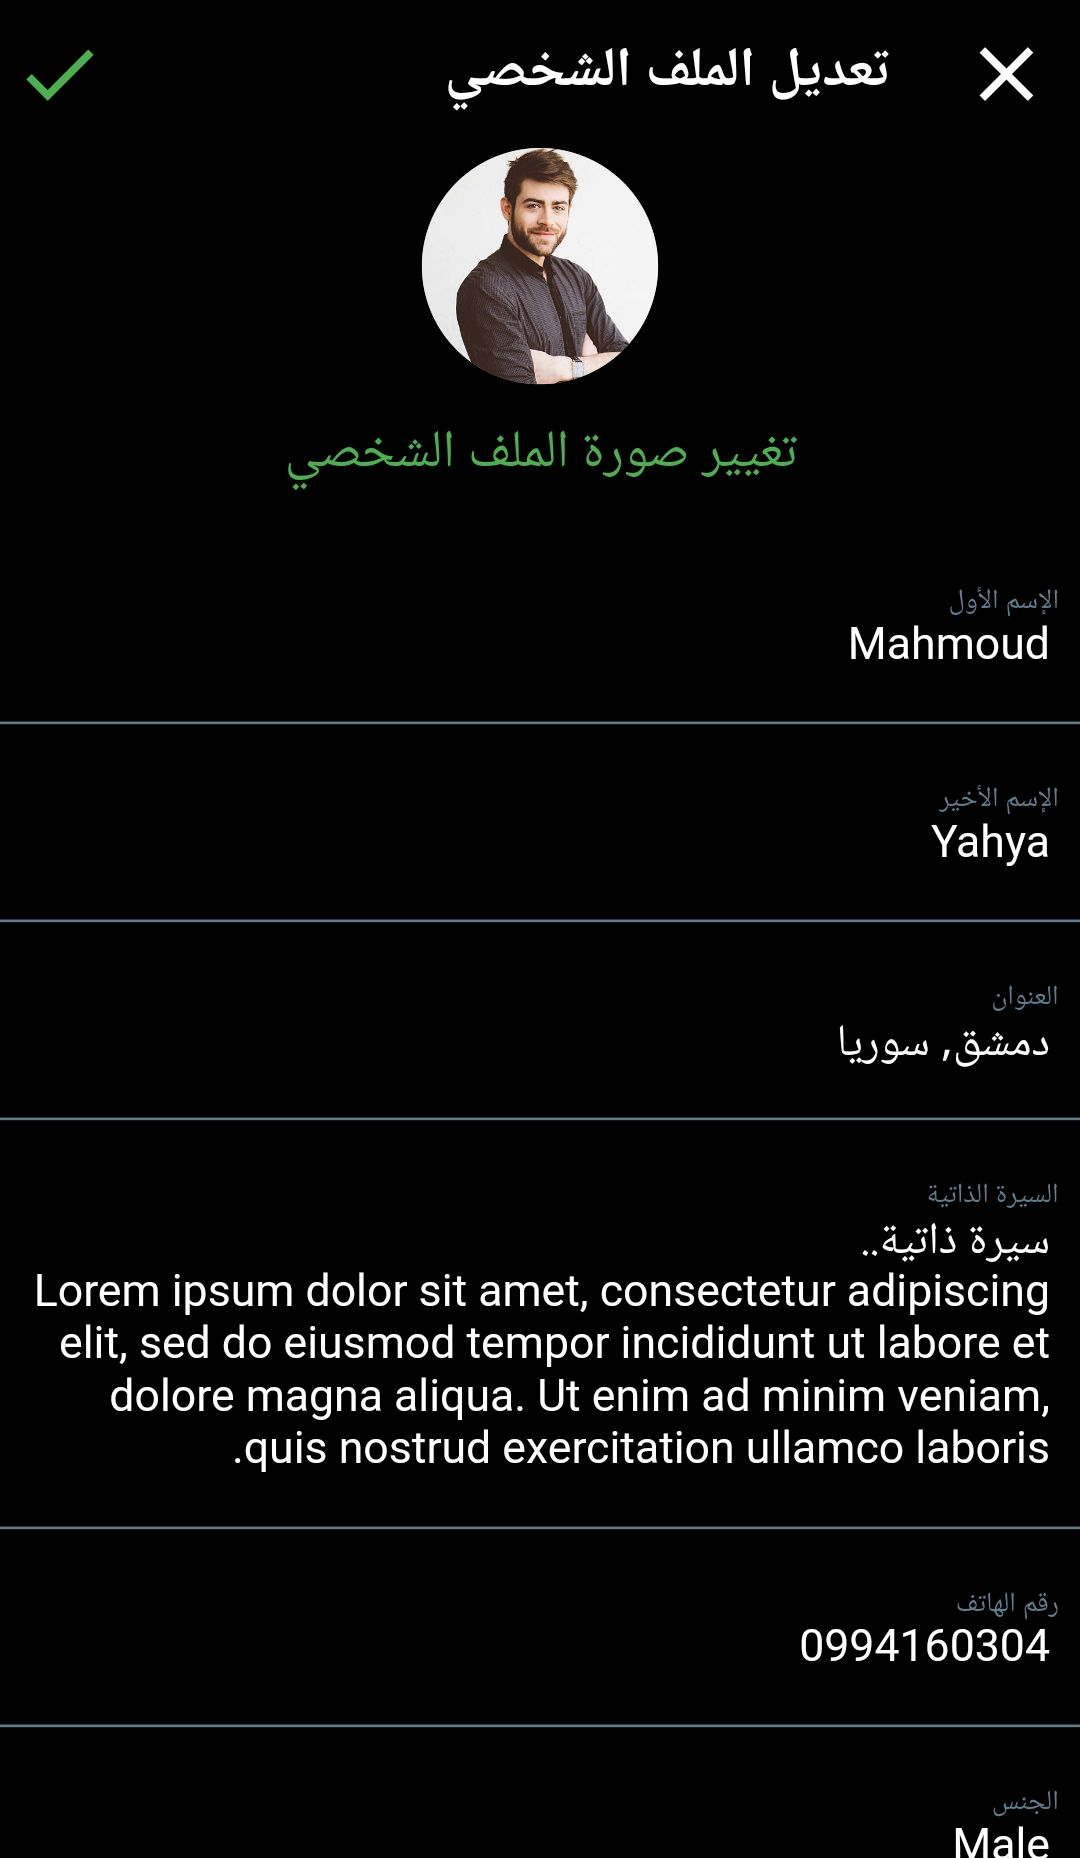 تعديل الملف الشخصي
تغيير صورة الملف الشخصي
الإسم الأول
Mahmoud
الإسم الأخير
Yahya
العنوان
دمشق, سوريا
السيرة الذاتية
سيرة ذاتية..
Lorem ipsum dolor sit amet, consectetur adipiscing
elit, sed do eiusmod tempor incididunt ut labore et
dolore magna aliqua. Ut enim ad minim veniam,
quis nostrud exercitation ullamco laboris.
رقم الهاتف
0994160304
الجنس
Male